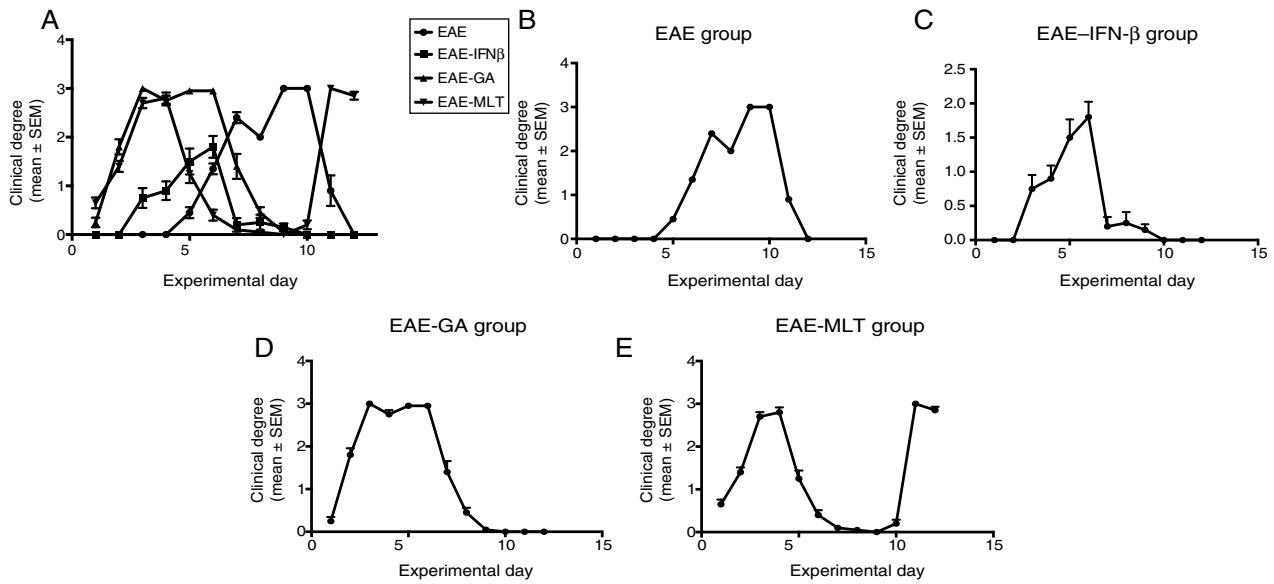 A
4
3
2
1
0
0
5
10
Clinical degree
(mean ± SEM)
Experimental day
EAE
EAE-IFNβ
EAE-GA
EAE-MLT
B
EAE group
4
3
2
1
0
0
5
10
15
Clinical degree
(mean ± SEM)
Experimental day
C
EAE–IFN-β group
2.5
2.0
1.5
1.0
0.5
0.0
0
5
10
15
Clinical degree
(mean ± SEM)
Experimental day
D
EAE-GA group
4
3
2
1
0
0
5
10
15
Clinical degree
(mean ± SEM)
Experimental day
E
EAE-MLT group
4
3
2
1
0
0
5
10
15
Clinical degree
(mean ± SEM)
Experimental day